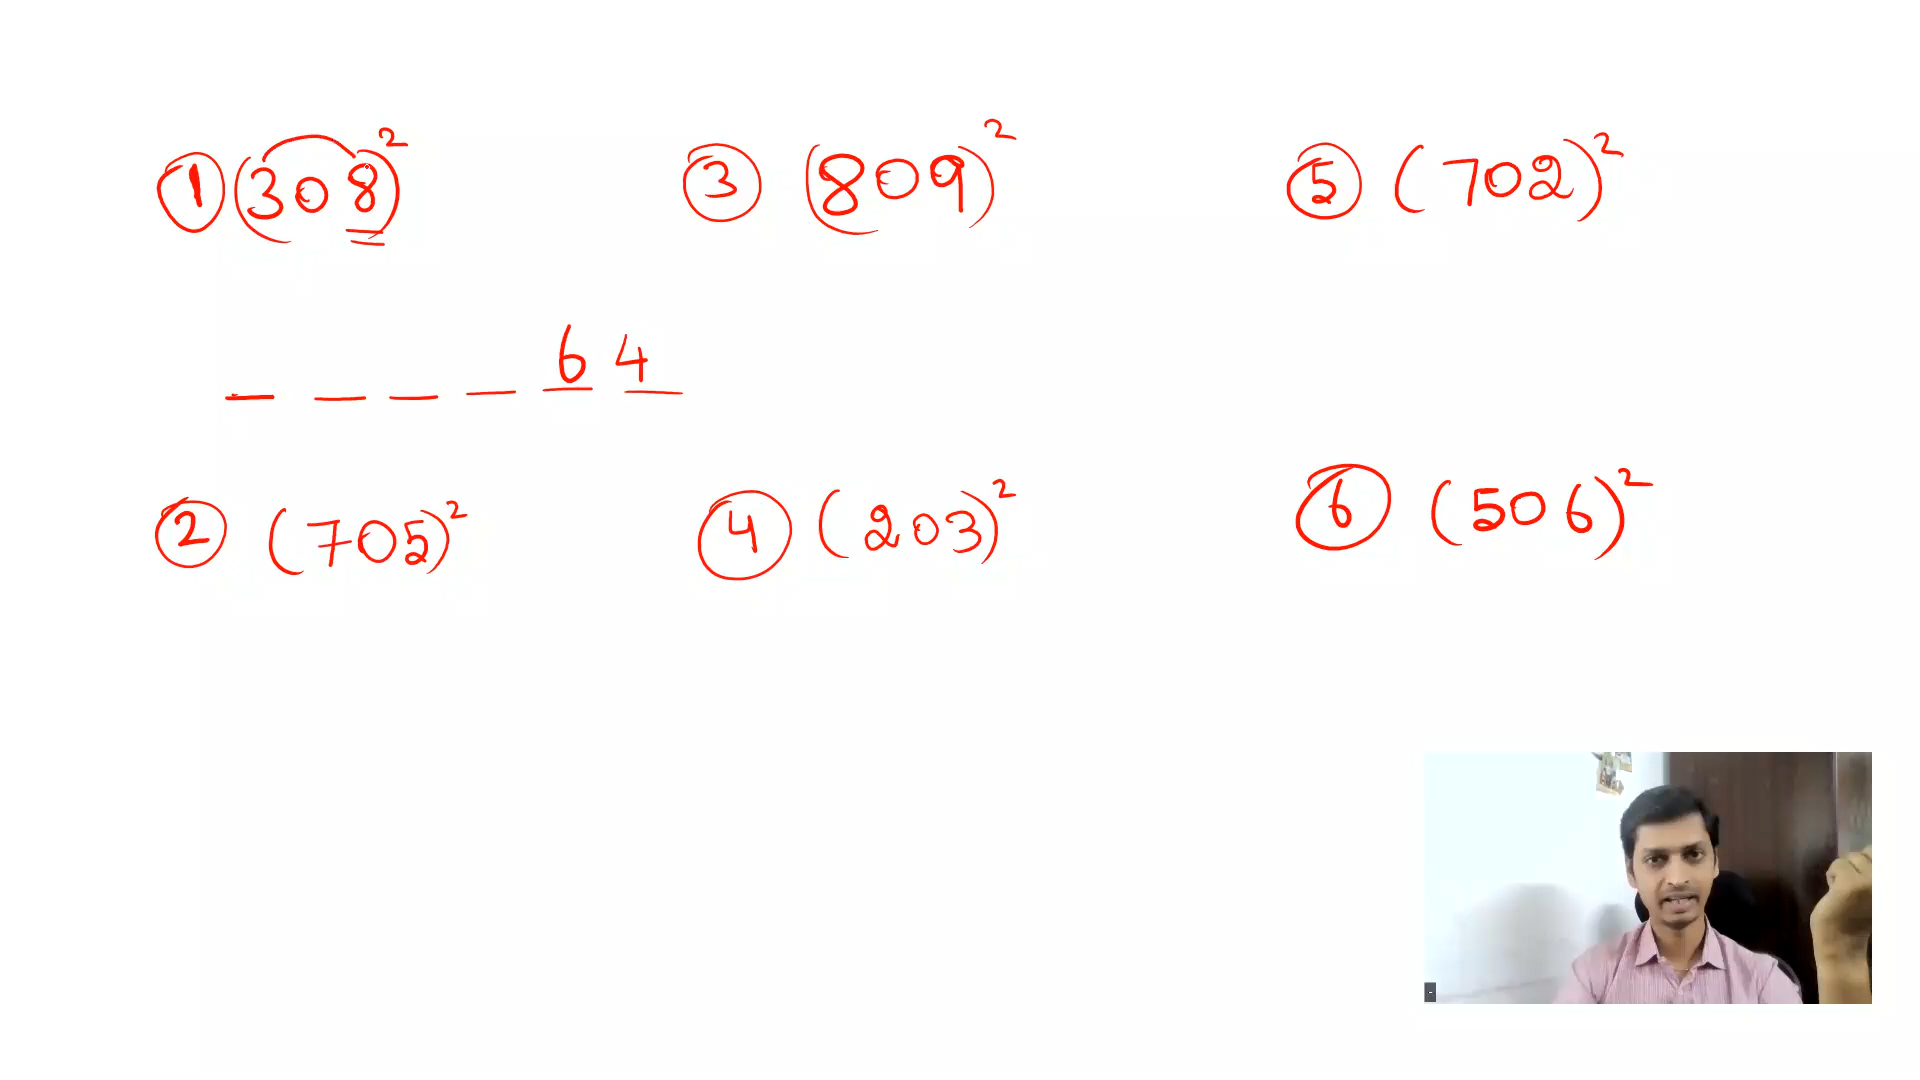 ① (308)² ③ (809)² ⑤ (702)²
_ _ _ _ 6 4
② (705)² ④ (203)² ⑥ (506)²